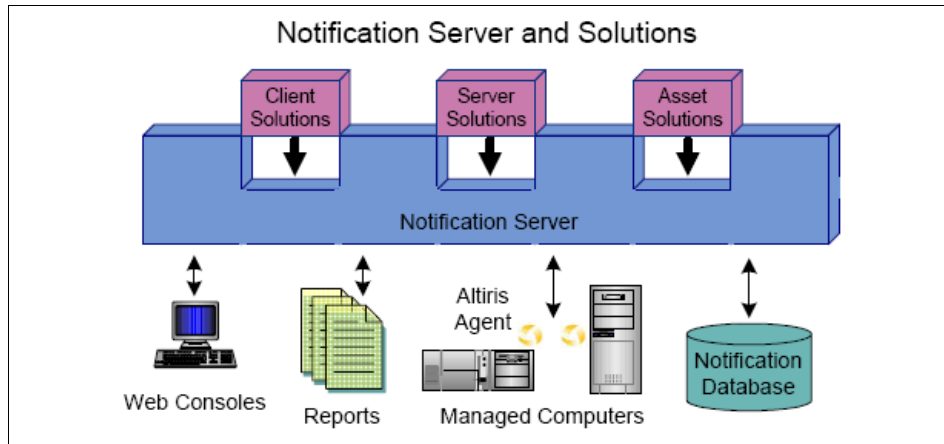 Notification Server and Solutions
Client
Solutions
Server
Solutions
Asset
Solutions
Notification Server
Altiris
Agent
Notification
Database
Web Consoles
Reports
Managed Computers